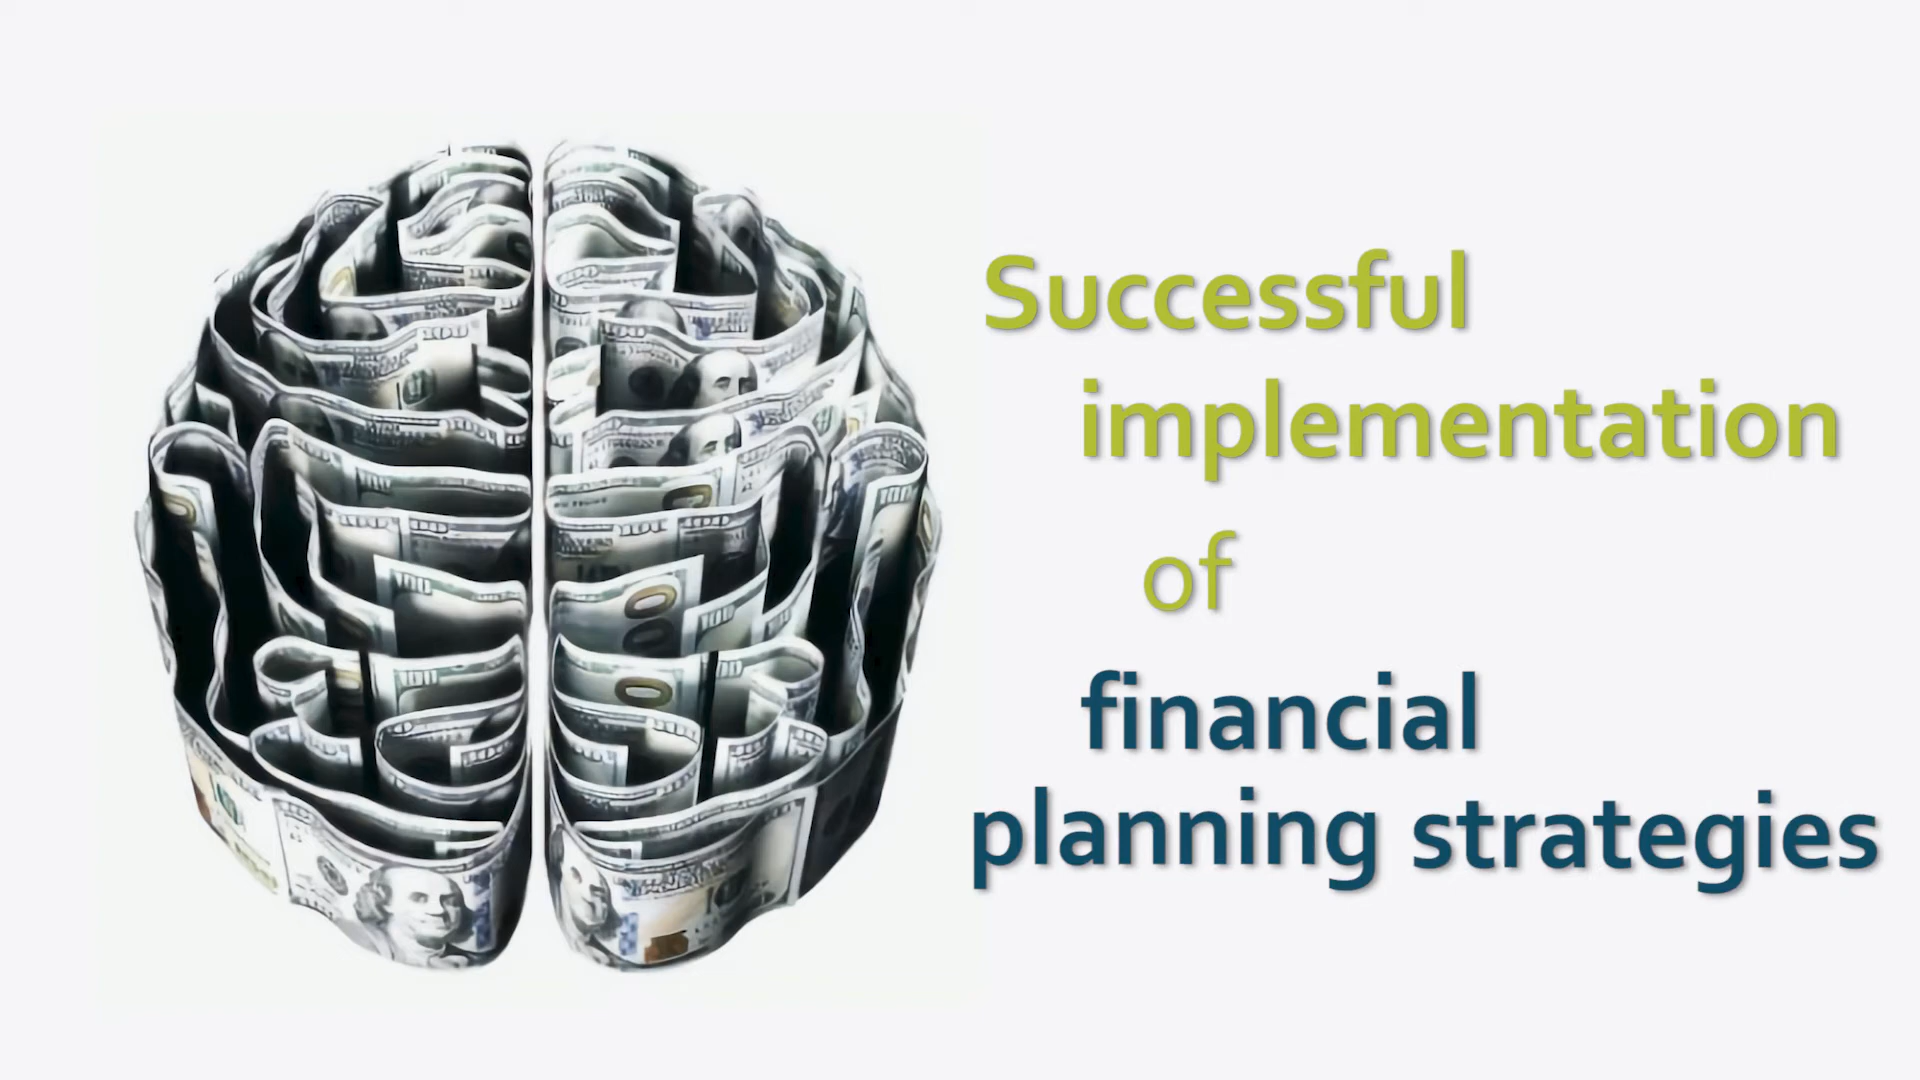 Successful
implementation
of
financial
planning strategies